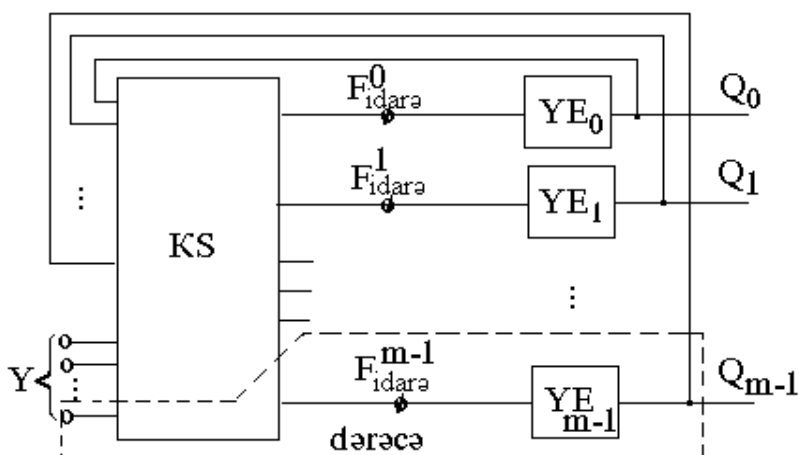 F⁰idarə YE₀ Q₀
F¹idarə YE₁ Q₁
⋮
KS
⋮
Y ⋮
Fᵐ⁻¹idarə YEm-1 Qm-1
dərəcə